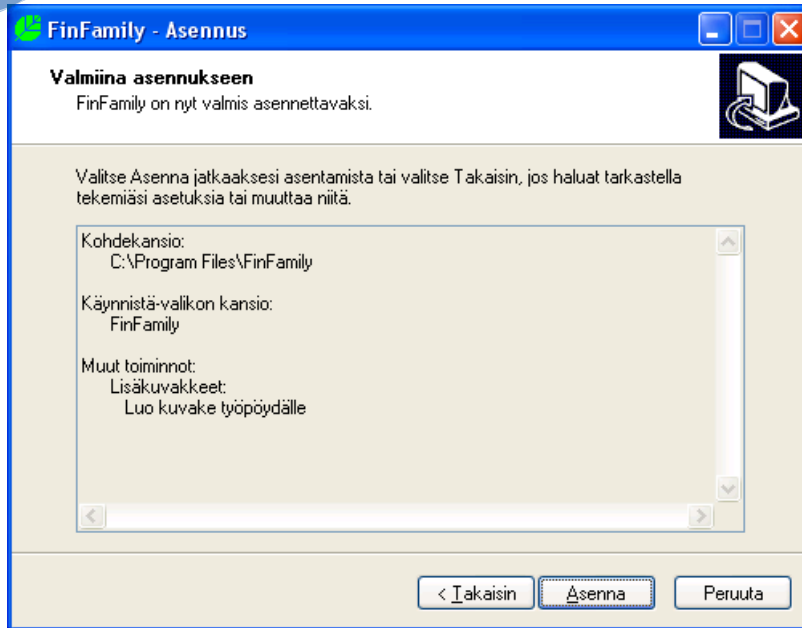 FinFamily - Asennus
Valmiina asennukseen
FinFamily on nyt valmis asennettavaksi.
Valitse Asenna jatkaaksesi asentamista tai valitse Takaisin, jos haluat tarkastella
tekemiäsi asetuksia tai muuttaa niitä.
Kohdekansio:
C:\Program Files\FinFamily
Käynnistä-valikon kansio:
FinFamily
Muut toiminnot:
Lisäkuvakkeet:
Luo kuvake työpöydälle
< Takaisin
Asenna
Peruuta